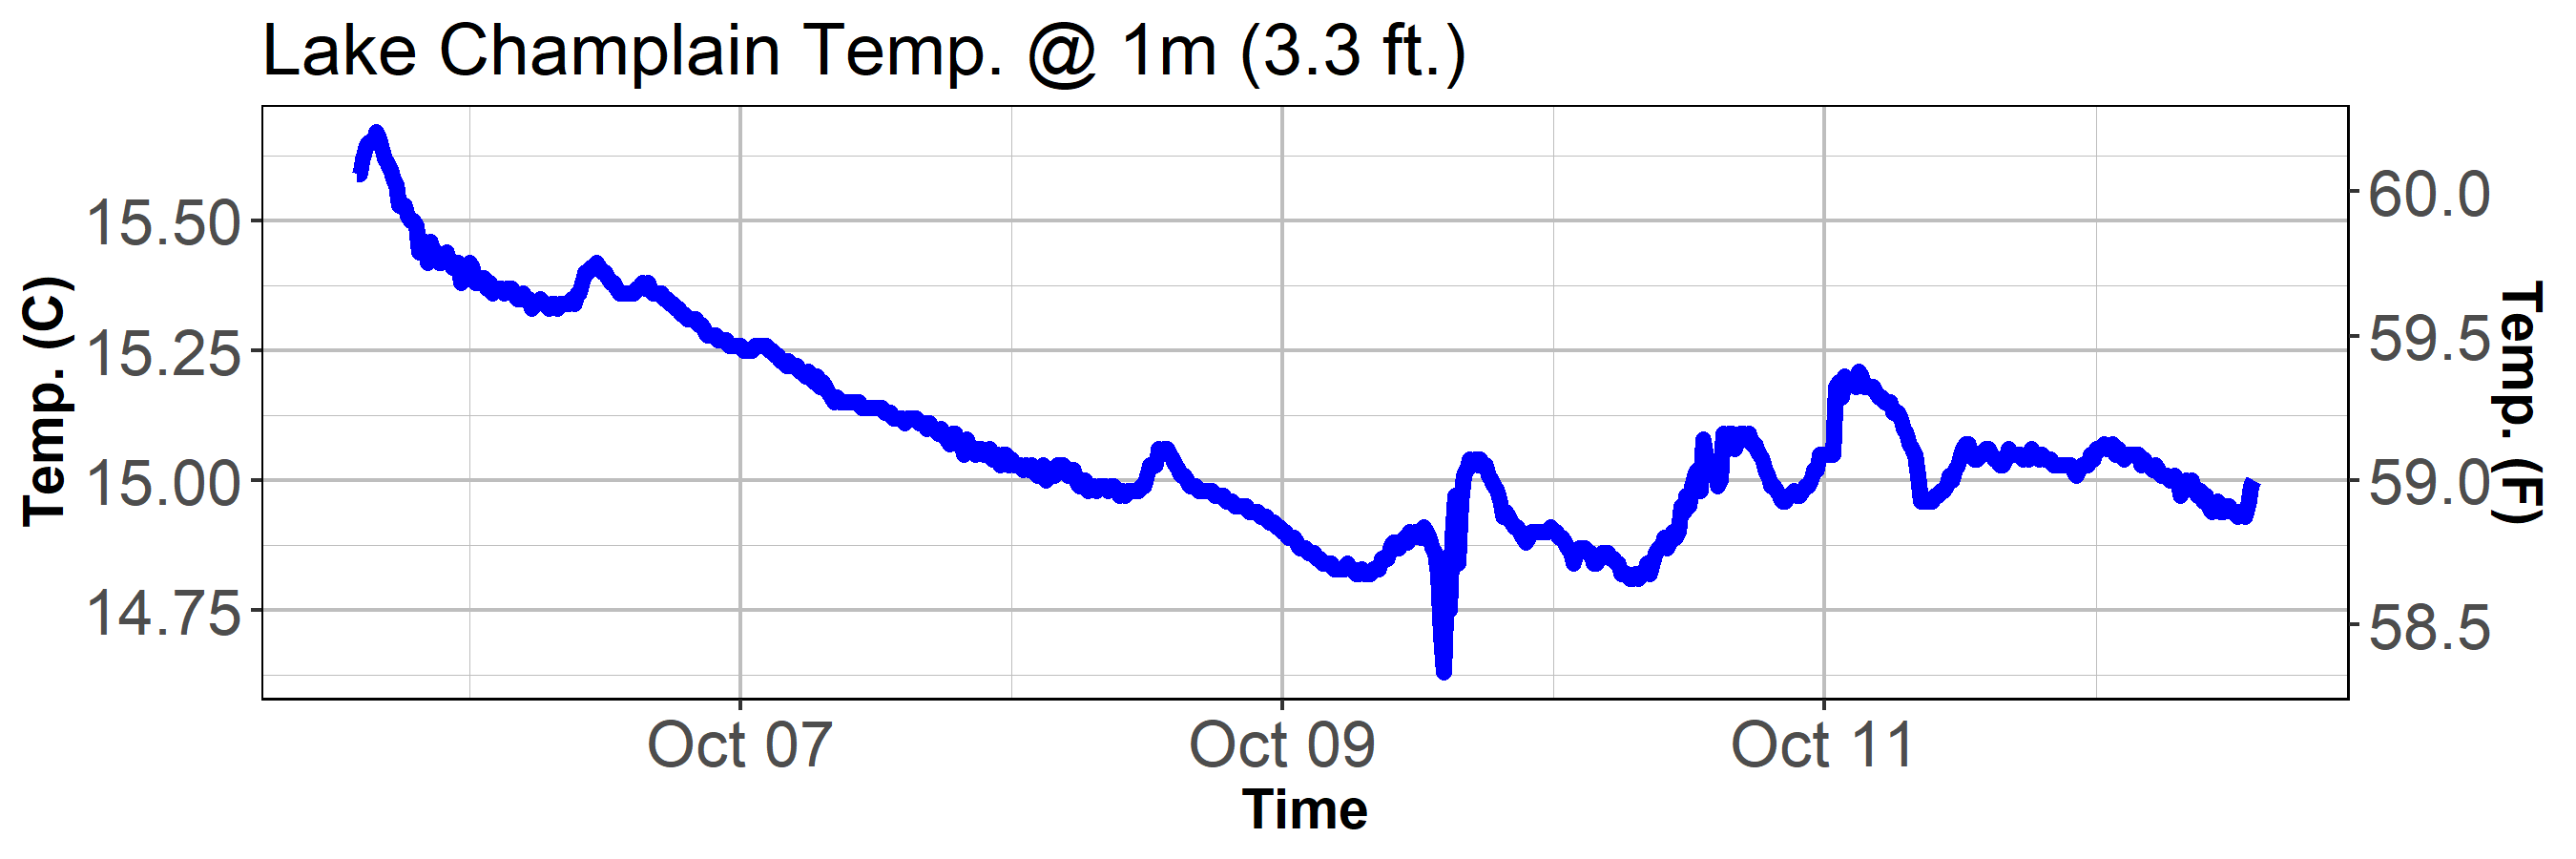 Lake Champlain Temp. @ 1m (3.3 ft.)
Temp. (C)
15.50
15.25
15.00
14.75
60.0
59.5
59.0
58.5
Temp. (F)
Oct 07
Oct 09
Oct 11
Time